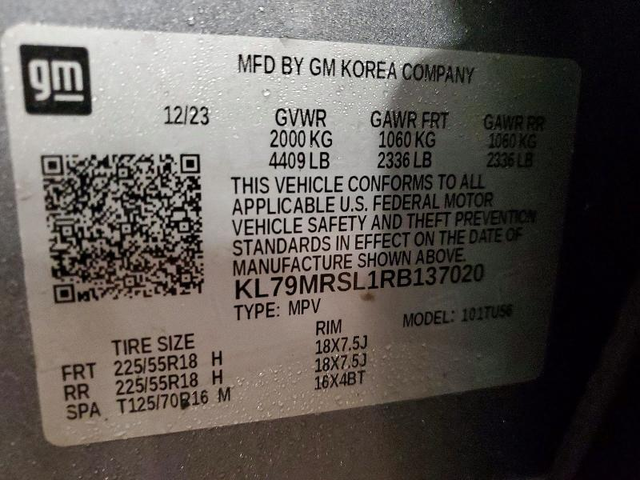 gm
MFD BY GM KOREA COMPANY
12/23 GVWR GAWR FRT GAWR RR
2000 KG 1060 KG 1060 KG
4409 LB 2336 LB 2336 LB
THIS VEHICLE CONFORMS TO ALL
APPLICABLE U.S. FEDERAL MOTOR
VEHICLE SAFETY AND THEFT PREVENTION
STANDARDS IN EFFECT ON THE DATE OF
MANUFACTURE SHOWN ABOVE.
KL79MRSL1RB137020
TYPE: MPV MODEL: 101TU56
TIRE SIZE RIM
FRT 225/55R18 H 18X7.5J
RR 225/55R18 H 18X7.5J
SPA T125/70R16 M 16X4BT